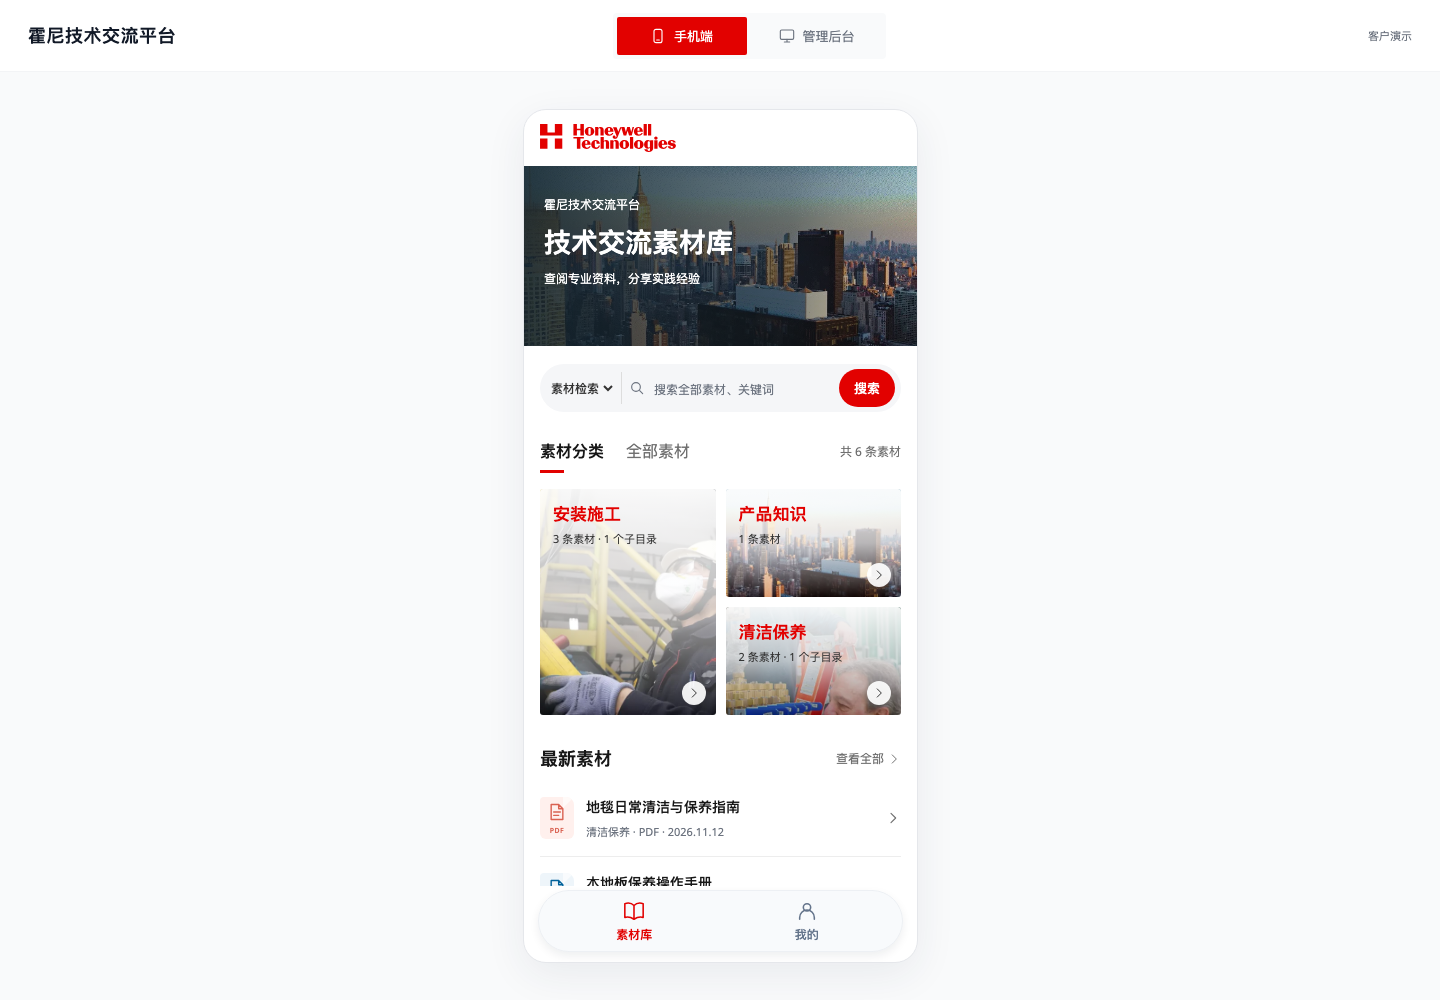 霍尼技术交流平台
手机端
管理后台
客户演示
Honeywell
Technologies
霍尼技术交流平台
技术交流素材库
查阅专业资料，分享实践经验
素材检索
搜索全部素材、关键词
搜索
素材分类
全部素材
共 6 条素材
安装施工
3 条素材 · 1 个子目录
产品知识
1 条素材
清洁保养
2 条素材 · 1 个子目录
最新素材
查看全部
PDF
地毯日常清洁与保养指南
清洁保养 · PDF · 2026.11.12
木地板保养操作手册
素材库
我的